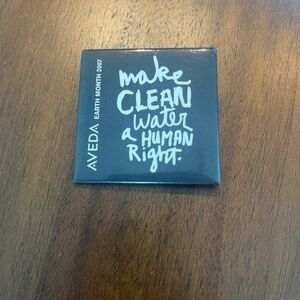 AVEDA EARTH MONTH 2007
make
CLEAN
water
a HUMAN
Right.